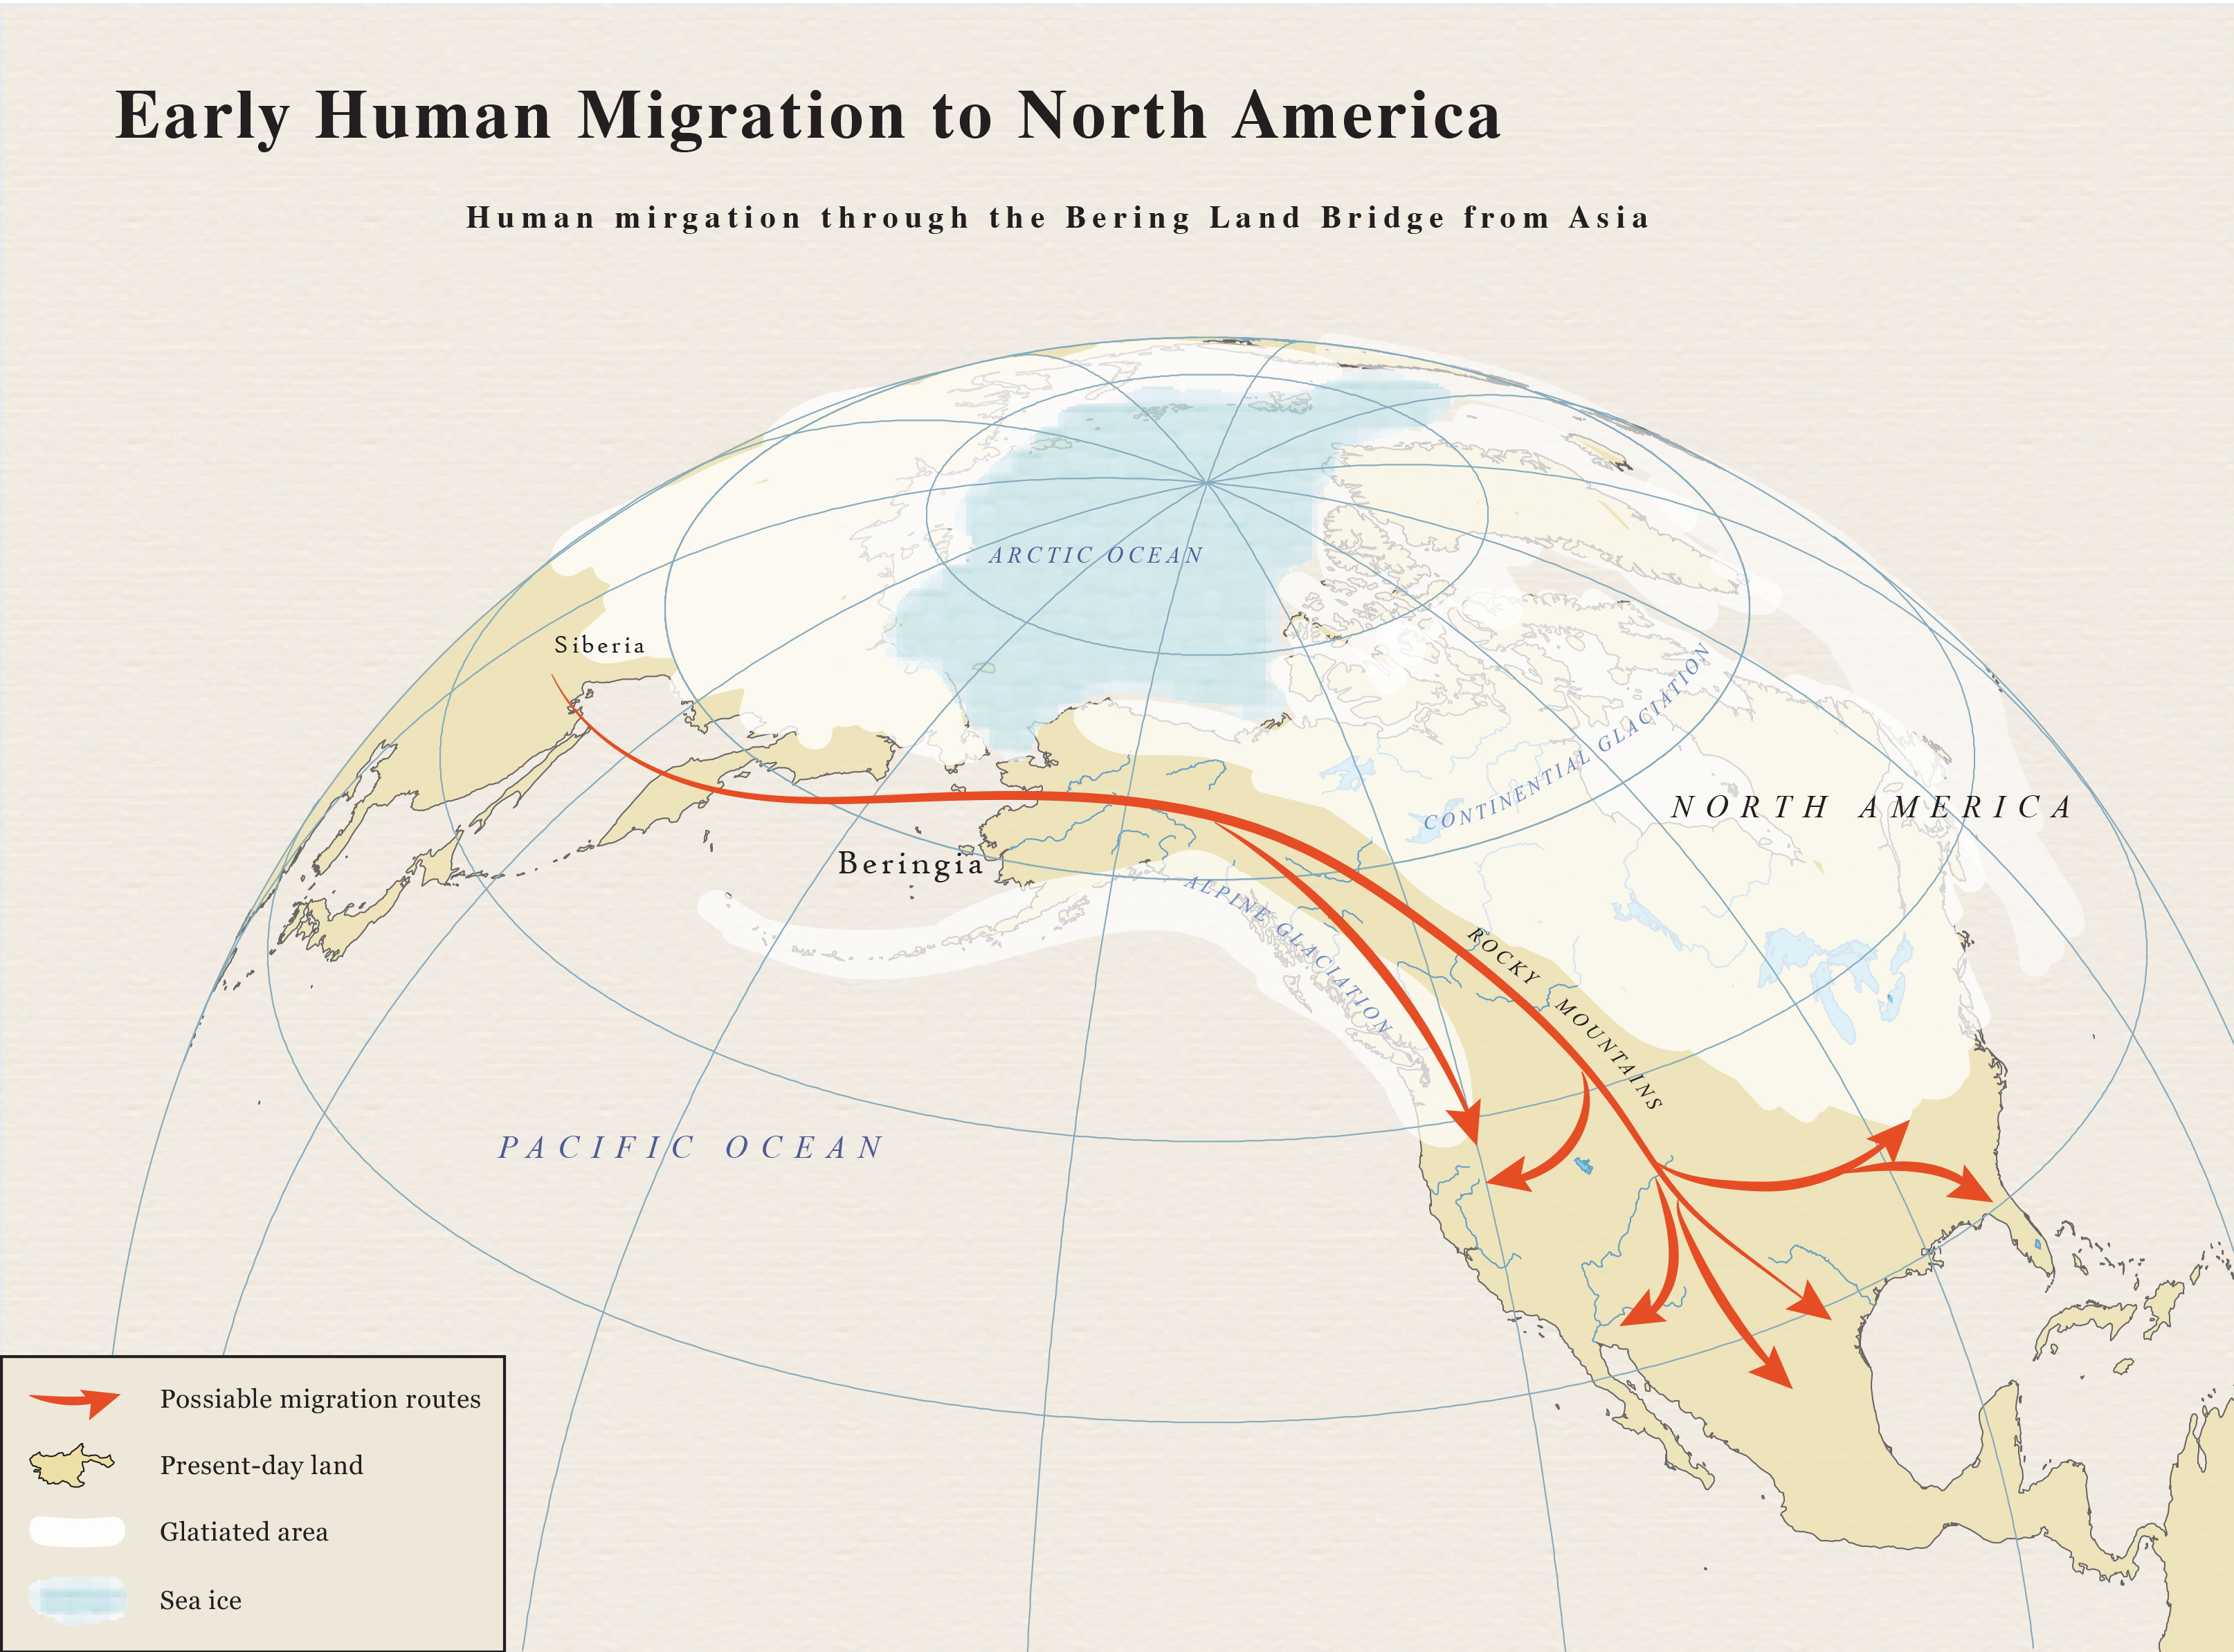 Early Human Migration to North America
Human mirgation through the Bering Land Bridge from Asia
ARCTIC OCEAN
Siberia
CONTINENTIAL GLACIATION
NORTH AMERICA
Beringia
ALPINE GLACIATION
ROCKY MOUNTAINS
PACIFIC OCEAN
Possiable migration routes
Present-day land
Glatiated area
Sea ice